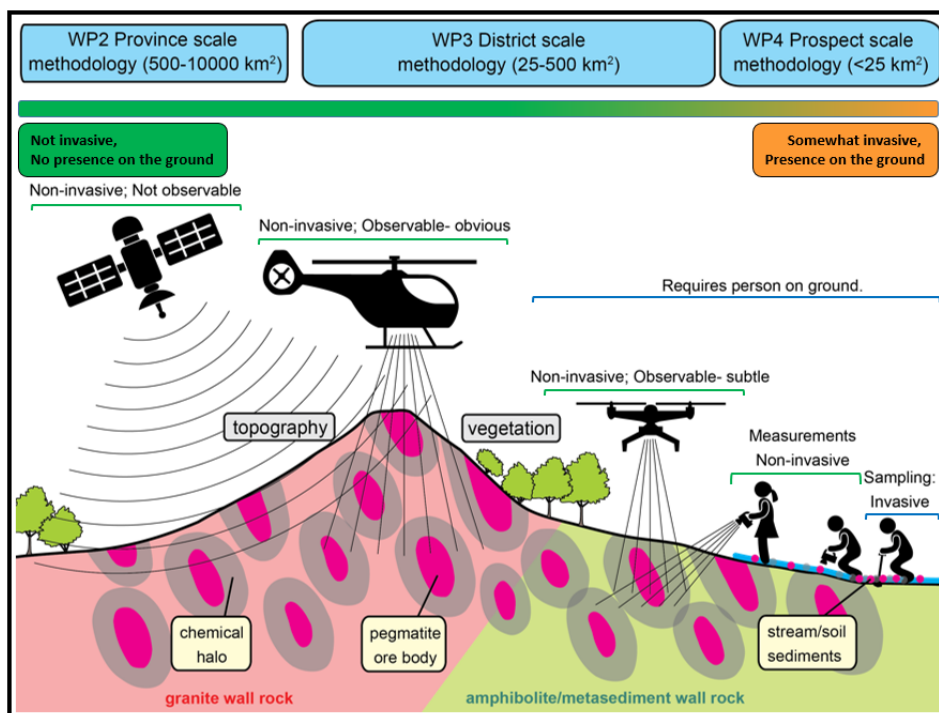 WP2 Province scale
methodology (500-10000 km²)
WP3 District scale
methodology (25-500 km²)
WP4 Prospect scale
methodology (<25 km²)
Not invasive,
No presence on the ground
Somewhat invasive,
Presence on the ground
Non-invasive; Not observable
Non-invasive; Observable- obvious
Requires person on ground.
Non-invasive; Observable- subtle
topography
vegetation
Measurements
Non-invasive
Sampling:
Invasive
chemical
halo
pegmatite
ore body
stream/soil
sediments
granite wall rock
amphibolite/metasediment wall rock